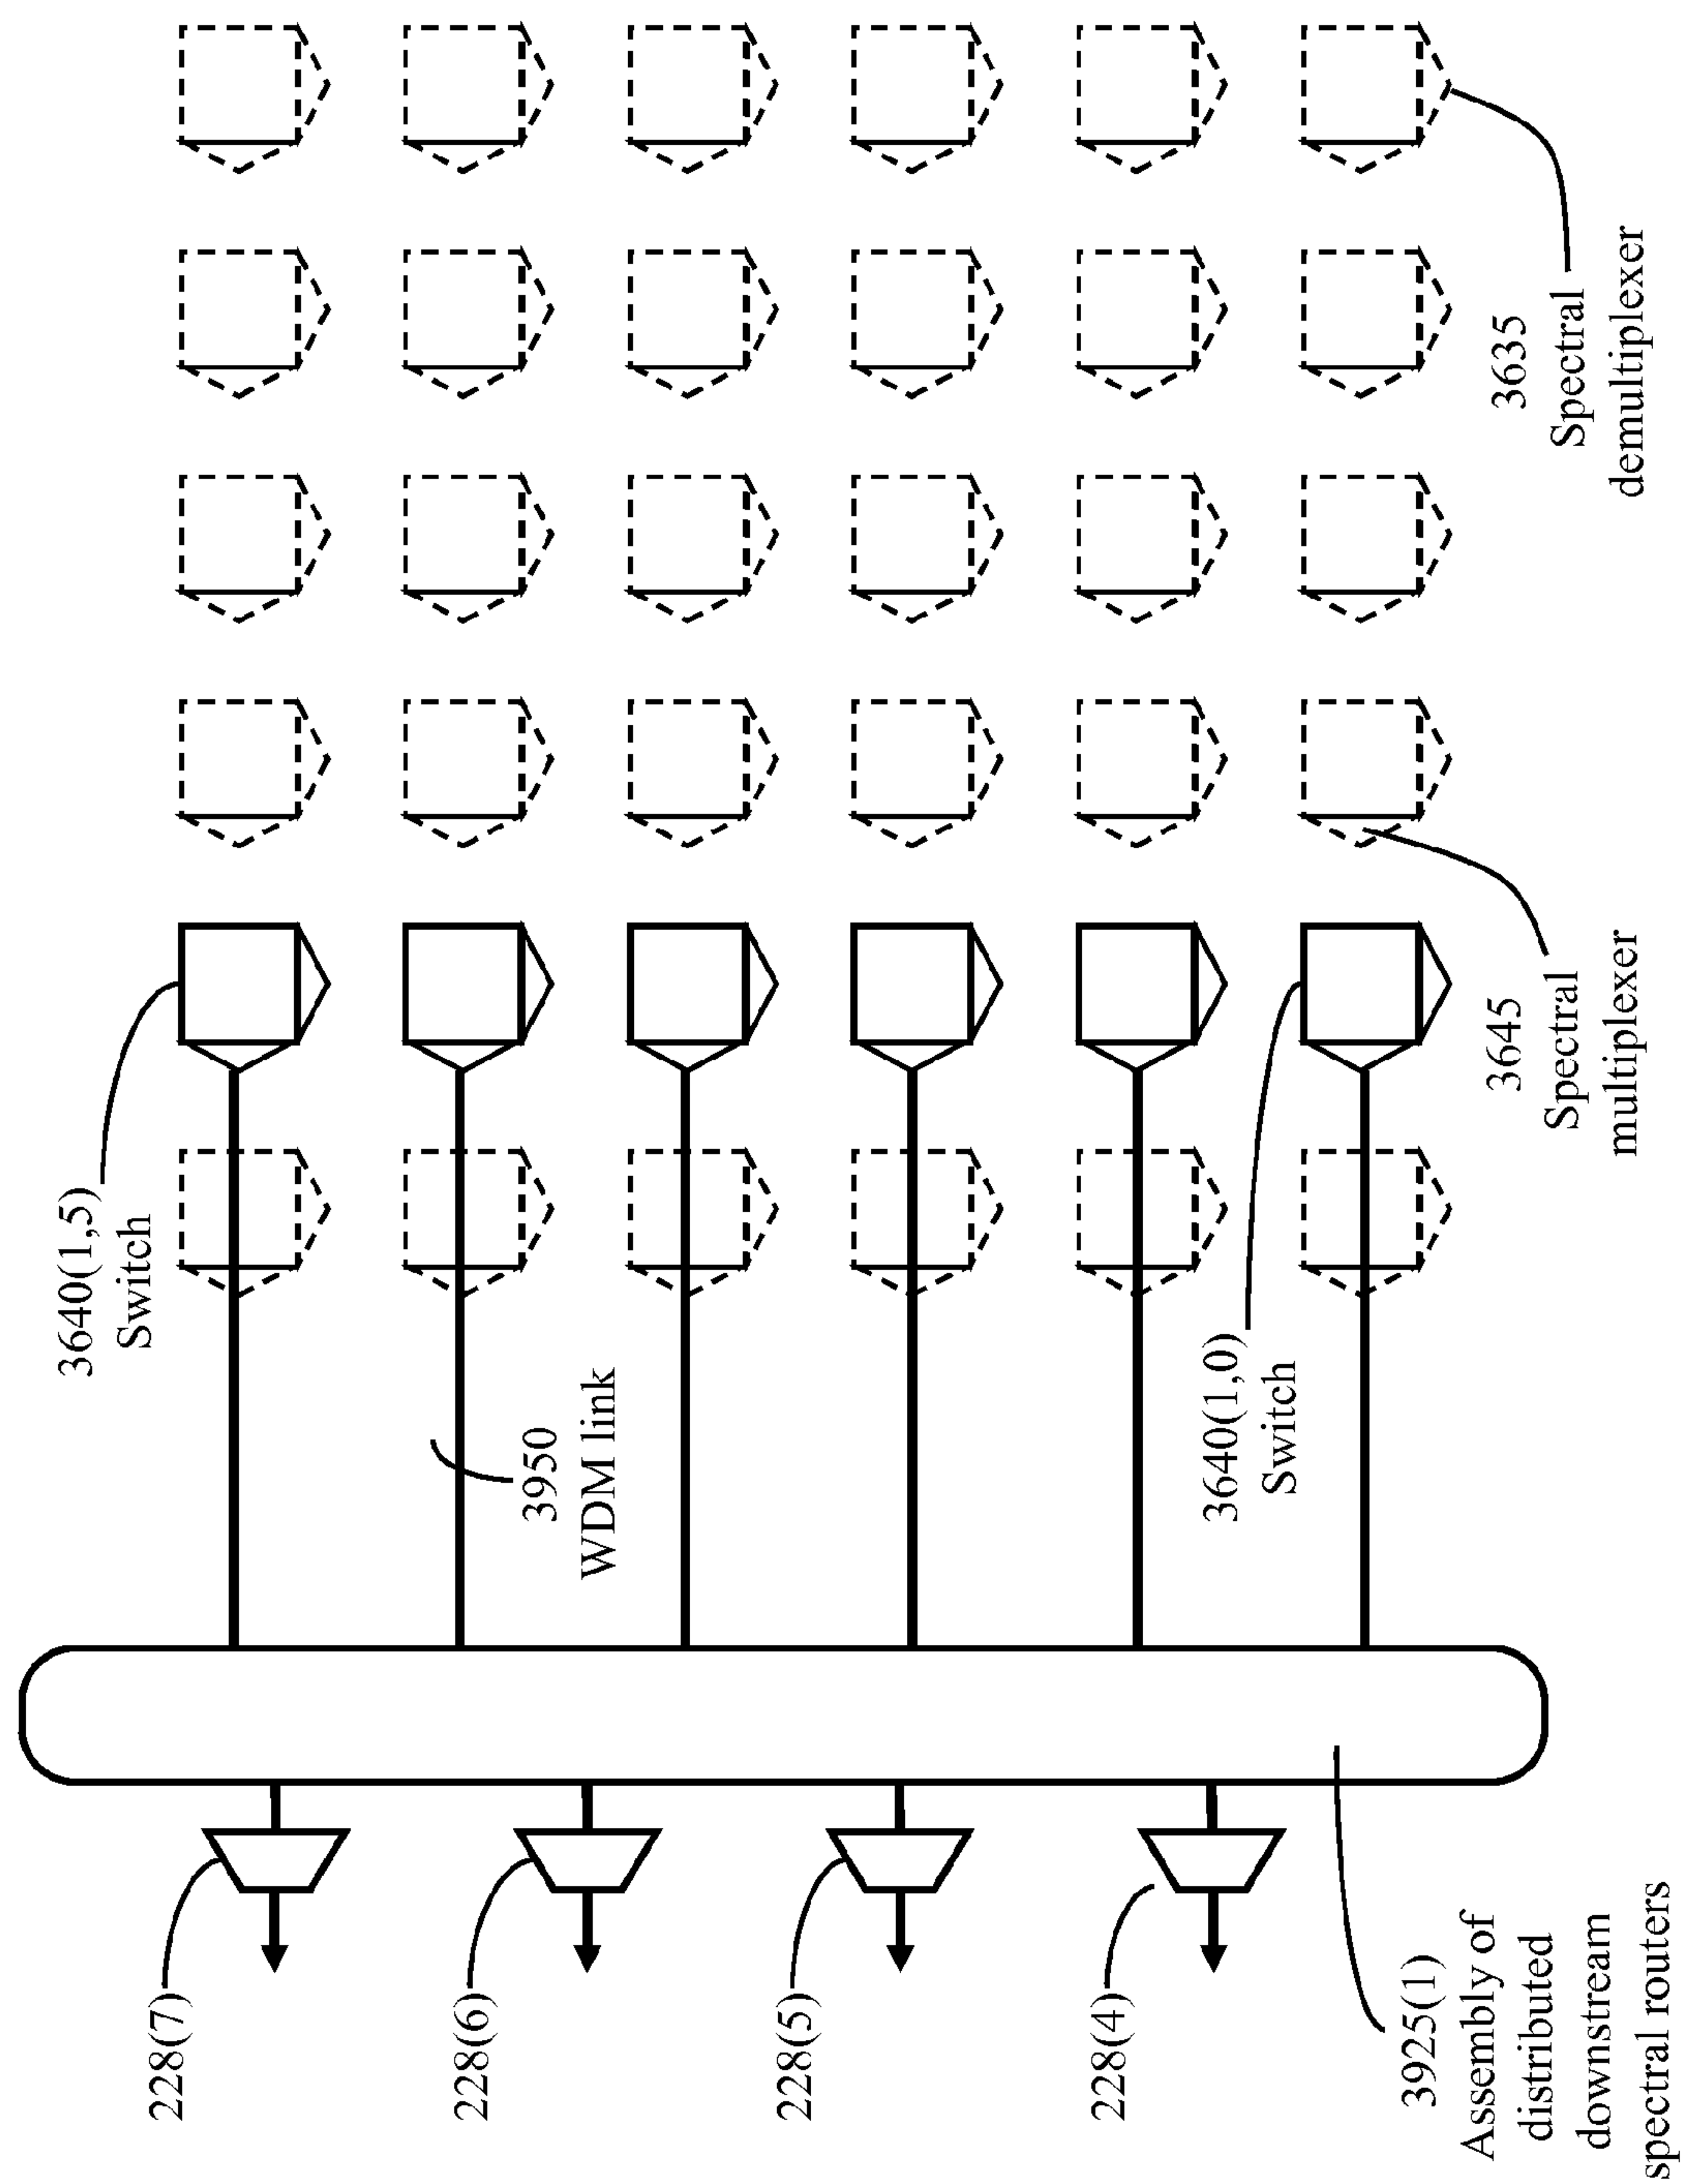 228(7)
228(6)
228(5)
228(4)
3925(1)
Assembly of
distributed
downstream
spectral routers
3640(1,5)
Switch
3950
WDM link
3640(1,0)
Switch
3645
Spectral
multiplexer
3635
Spectral
demultiplexer